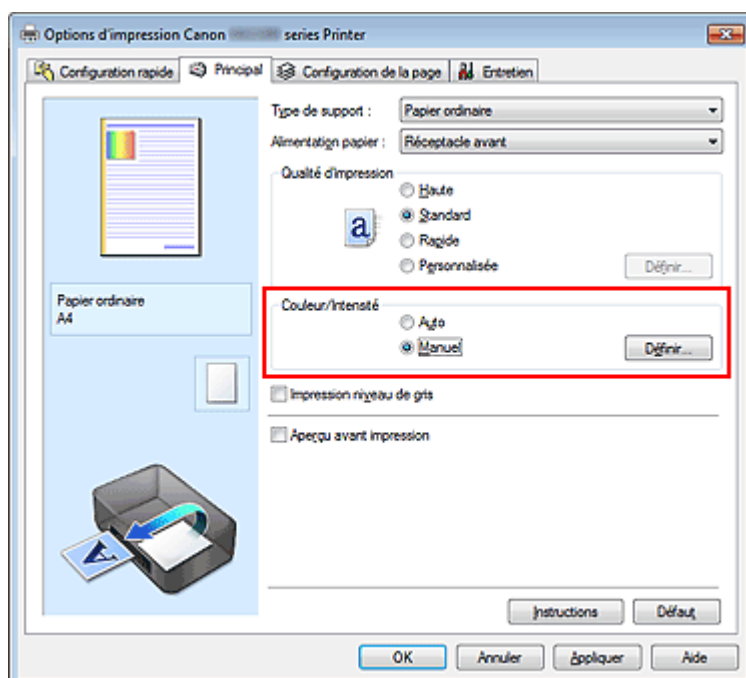 Options d'impression Canon series Printer
Configuration rapide Principal Configuration de la page Entretien
Type de support : Papier ordinaire
Alimentation papier : Réceptacle avant
Qualité d'impression
Haute
Standard
Rapide
Personnalisée Définir...
Papier ordinaire
A4
Couleur/Intensité
Auto
Manuel Définir...
Impression niveau de gris
Aperçu avant impression
Instructions Défaut
OK Annuler Appliquer Aide